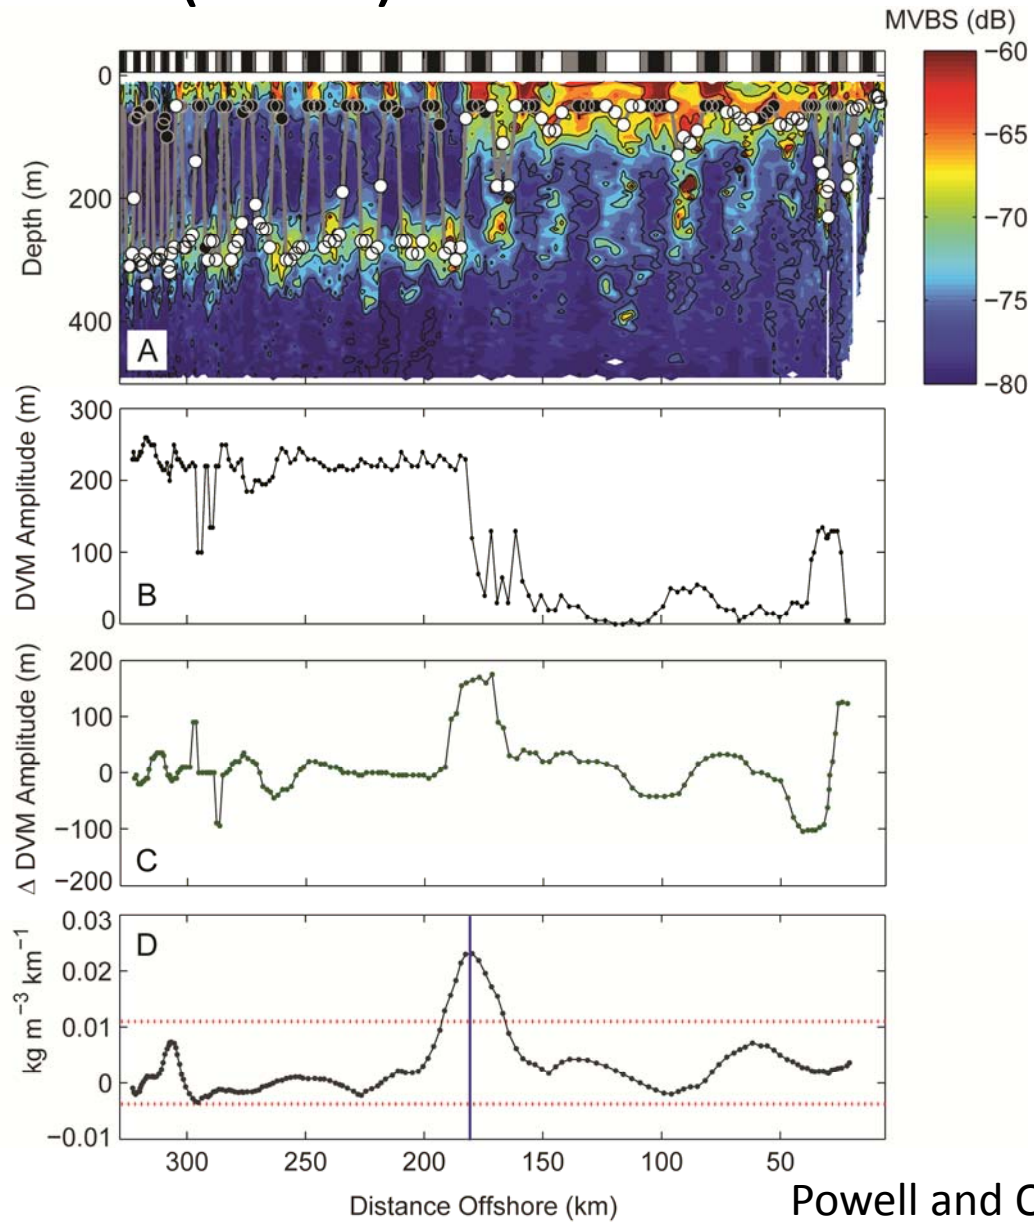 MVBS (dB)
0
200
400
Depth (m)
A
−60
−65
−70
−75
−80
300
200
100
0
DVM Amplitude (m)
B
200
100
0
−100
−200
Δ DVM Amplitude (m)
C
0.03
0.02
0.01
0
−0.01
kg m⁻³ km⁻¹
D
300 250 200 150 100 50
Distance Offshore (km)
Powell and O